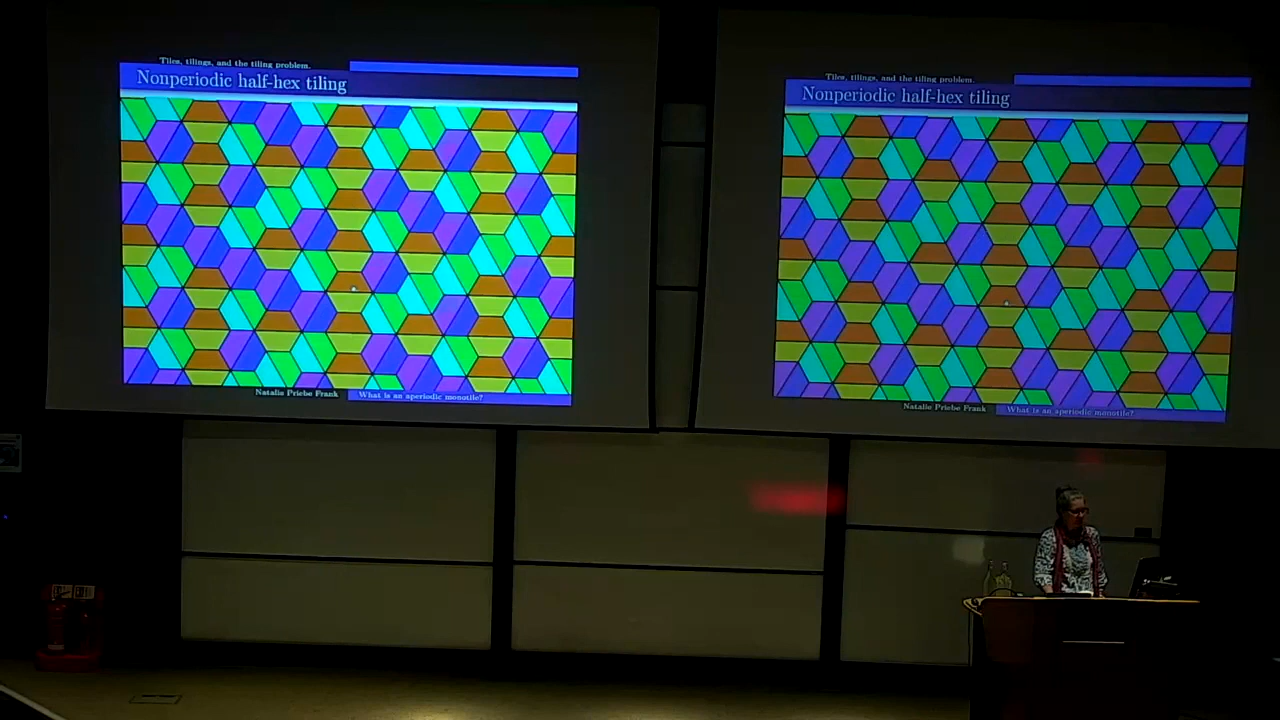 Tiles, tilings, and the tiling problem.
Nonperiodic half-hex tiling
Natalie Priebe Frank
What is an aperiodic monotile?
Tiles, tilings, and the tiling problem.
Nonperiodic half-hex tiling
Natalie Priebe Frank
What is an aperiodic monotile?